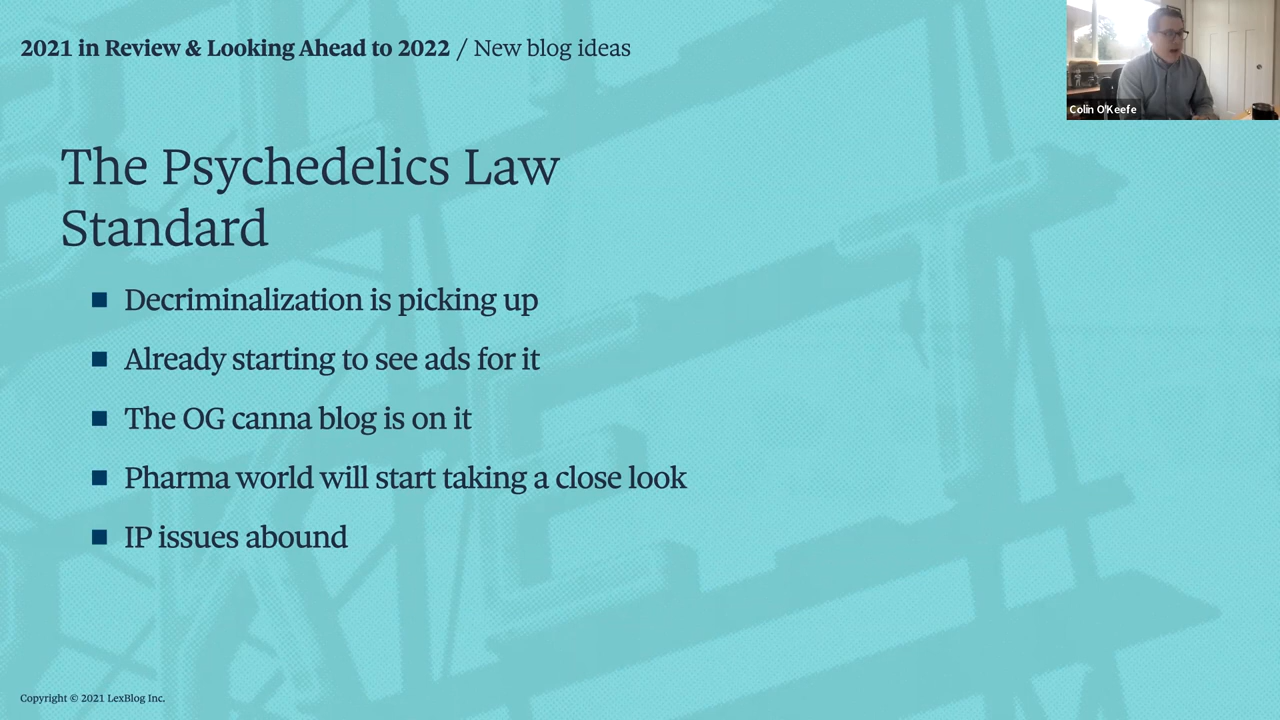 2021 in Review & Looking Ahead to 2022 / New blog ideas
Colin O'Keefe
The Psychedelics Law
Standard
Decriminalization is picking up
Already starting to see ads for it
The OG canna blog is on it
Pharma world will start taking a close look
IP issues abound
Copyright © 2021 LexBlog Inc.